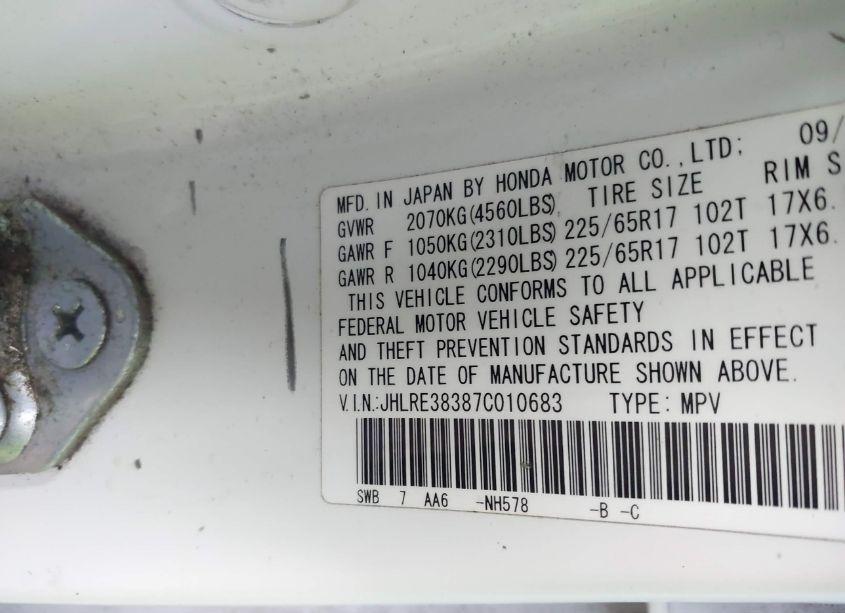 MFD. IN JAPAN BY HONDA MOTOR CO.,LTD: 09/
GVWR 2070KG(4560LBS) TIRE SIZE RIM S
GAWR F 1050KG(2310LBS) 225/65R17 102T 17X6.
GAWR R 1040KG(2290LBS) 225/65R17 102T 17X6.
THIS VEHICLE CONFORMS TO ALL APPLICABLE
FEDERAL MOTOR VEHICLE SAFETY
AND THEFT PREVENTION STANDARDS IN EFFECT
ON THE DATE OF MANUFACTURE SHOWN ABOVE.
V.I.N.:JHLRE38387C010683 TYPE: MPV
SWB 7 AA6 -NH578 -B -C